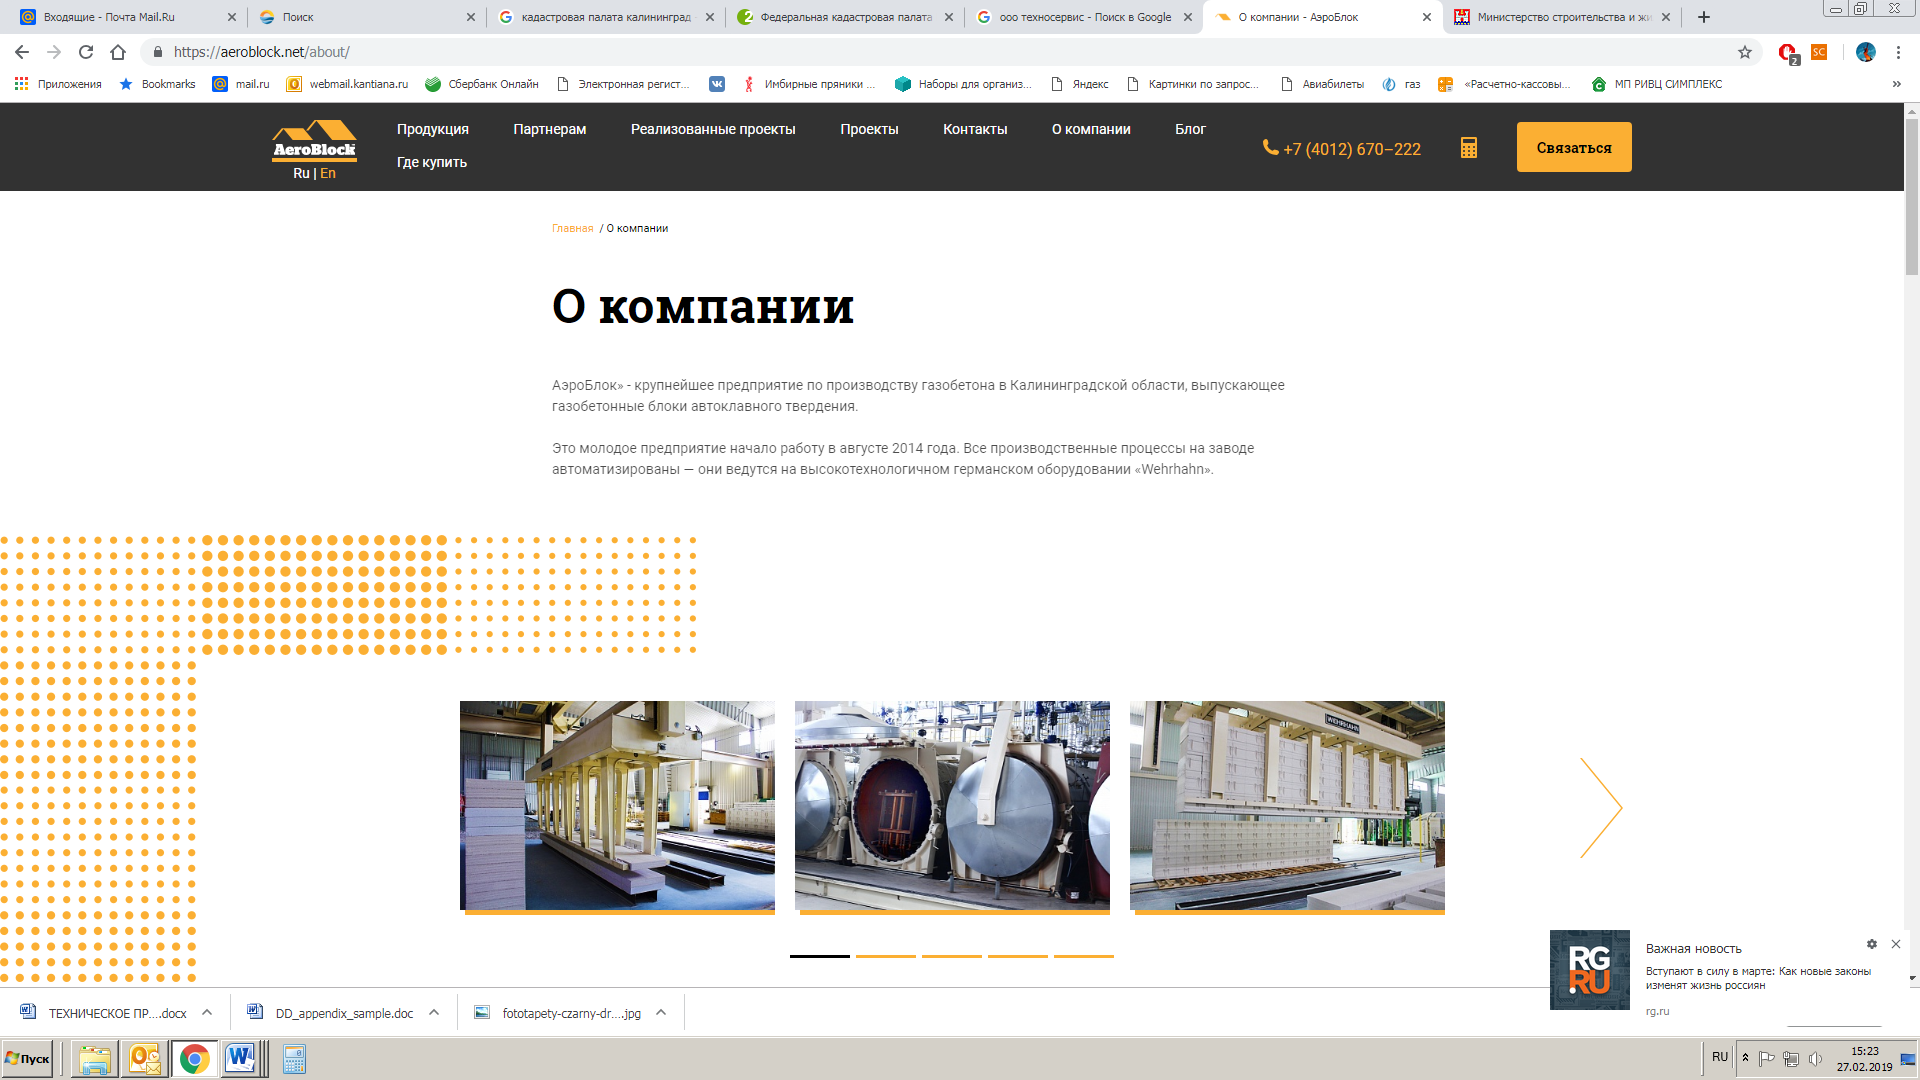 Входящие - Почта Mail.Ru
Поиск
кадастровая палата калининград
Федеральная кадастровая палата
ооо техносервис - Поиск в Google
О компании - АэроБлок
Министерство строительства и жи
https://aeroblock.net/about/
2
SC
Приложения
Bookmarks
mail.ru
webmail.kantiana.ru
Сбербанк Онлайн
Электронная регист...
Имбирные пряники ...
Наборы для организ...
Яндекс
Картинки по запрос...
Авиабилеты
газ
«Расчетно-кассовы...
МП РИВЦ СИМПЛЕКС
»
AeroBlock
Ru | En
Продукция
Партнерам
Реализованные проекты
Проекты
Контакты
О компании
Блог
Где купить
+7 (4012) 670–222
Связаться
Главная / О компании
О компании
АэроБлок» - крупнейшее предприятие по производству газобетона в Калининградской области, выпускающее
газобетонные блоки автоклавного твердения.
Это молодое предприятие начало работу в августе 2014 года. Все производственные процессы на заводе
автоматизированы — они ведутся на высокотехнологичном германском оборудовании «Wehrhahn».
WEHRHAHN
RG
.RU
Важная новость
Вступают в силу в марте: Как новые законы
изменят жизнь россиян
rg.ru
ТЕХНИЧЕСКОЕ ПР....docx
DD_appendix_sample.doc
fototapety-czarny-dr....jpg
Пуск
RU
15:23
27.02.2019